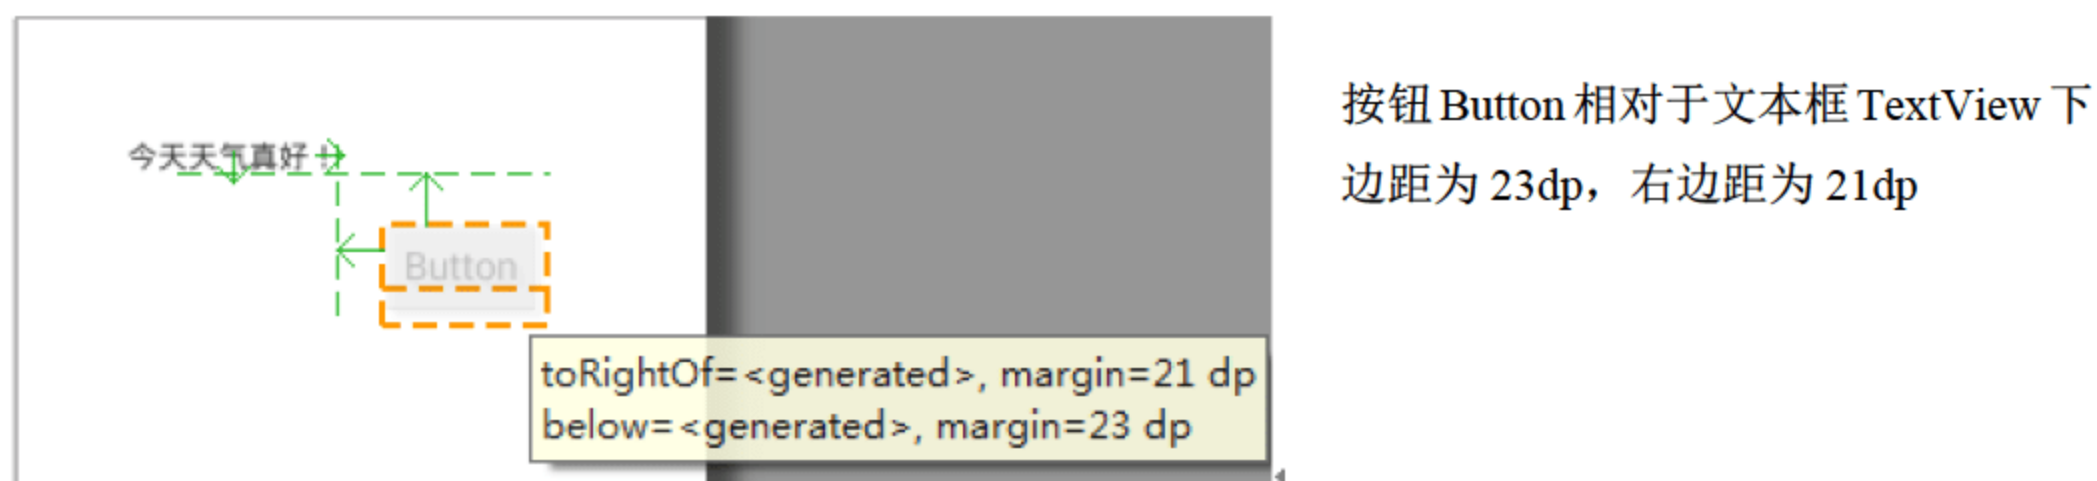 今天天气真好！
Button
toRightOf=<generated>, margin=21 dp
below=<generated>, margin=23 dp
按钮Button相对于文本框TextView下
边距为23dp，右边距为21dp